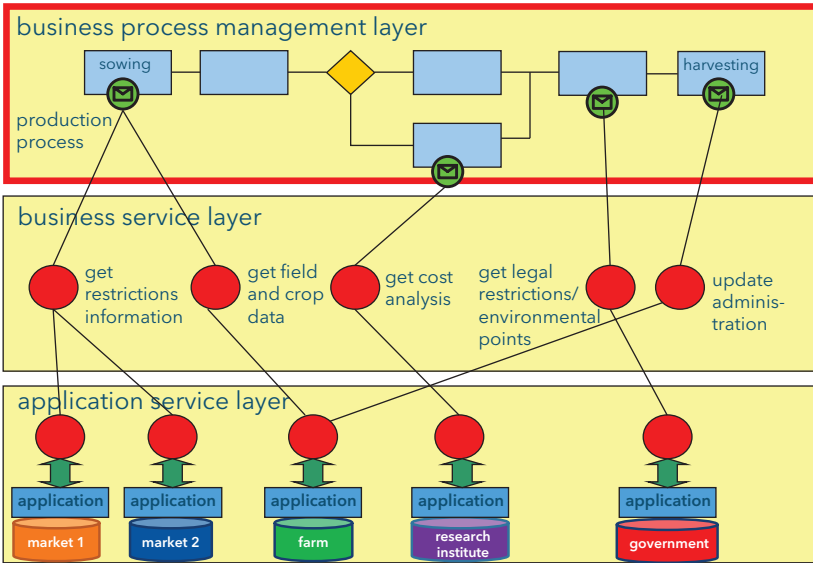 business process management layer
sowing
harvesting
production
process
business service layer
get
restrictions
information
get field
and crop
data
get cost
analysis
get legal
restrictions/
environmental
points
update
adminis-
tration
application service layer
application
application
application
application
application
market 1
market 2
farm
research
institute
government